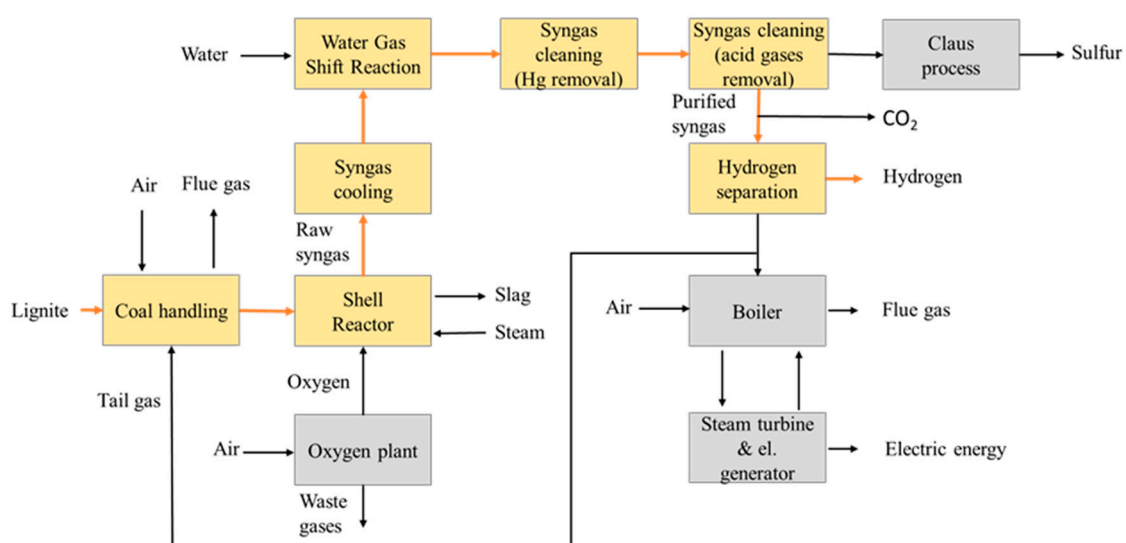 Water
Water Gas
Shift Reaction
Syngas
cleaning
(Hg removal)
Syngas cleaning
(acid gases
removal)
Claus
process
Sulfur
Purified
syngas
CO₂
Syngas
cooling
Hydrogen
separation
Hydrogen
Air
Flue gas
Raw
syngas
Lignite
Coal handling
Shell
Reactor
Slag
Steam
Air
Boiler
Flue gas
Tail gas
Oxygen
Air
Oxygen plant
Steam turbine
& el.
generator
Electric energy
Waste
gases